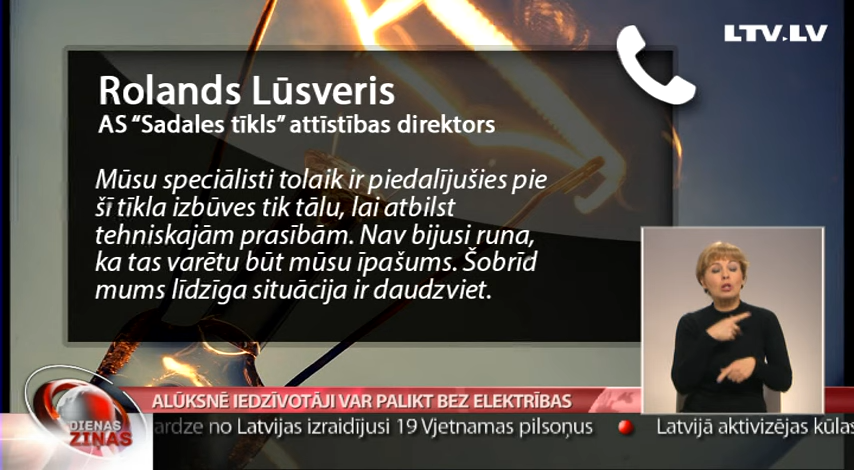 LTV.LV
Rolands Lūsveris
AS “Sadales tīkls” attīstības direktors
Mūsu speciālisti tolaik ir piedalījušies pie
šī tīkla izbūves tik tālu, lai atbilst
tehniskajām prasībām. Nav bijusi runa,
ka tas varētu būt mūsu īpašums. Šobrīd
mums līdzīga situācija ir daudzviet.
ALŪKSNĒ IEDZĪVOTĀJI VAR PALIKT BEZ ELEKTRĪBAS
DIENAS
ZIŅAS
ardze no Latvijas izraidījusi 19 Vjetnamas pilsoņus Latvijā aktivizējas kūlas